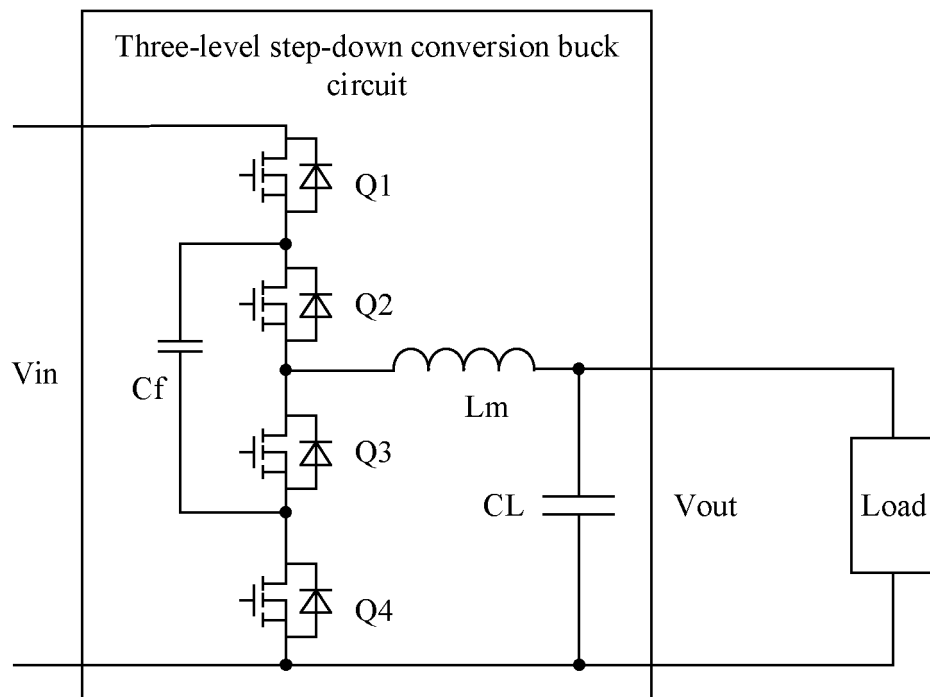 Three-level step-down conversion buck
circuit
Q1
Q2
Vin
Cf
Lm
Q3
CL
Vout
Load
Q4